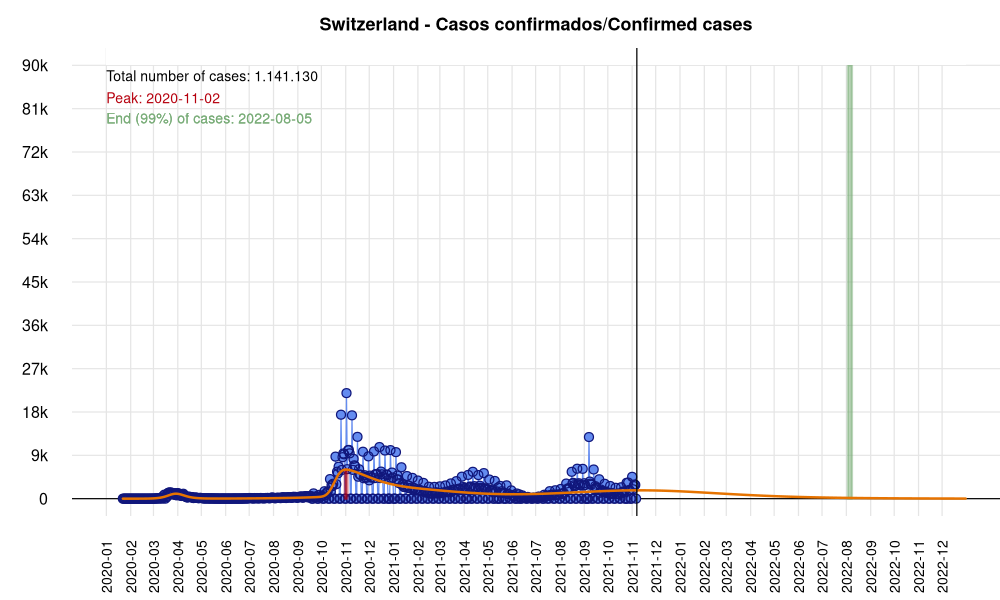 Switzerland - Casos confirmados/Confirmed cases
Total number of cases: 1.141.130
Peak: 2020-11-02
End (99%) of cases: 2022-08-05
90k
81k
72k
63k
54k
45k
36k
27k
18k
9k
0
2020-01
2020-02
2020-03
2020-04
2020-05
2020-06
2020-07
2020-08
2020-09
2020-10
2020-11
2020-12
2021-01
2021-02
2021-03
2021-04
2021-05
2021-06
2021-07
2021-08
2021-09
2021-10
2021-11
2021-12
2022-01
2022-02
2022-03
2022-04
2022-05
2022-06
2022-07
2022-08
2022-09
2022-10
2022-11
2022-12